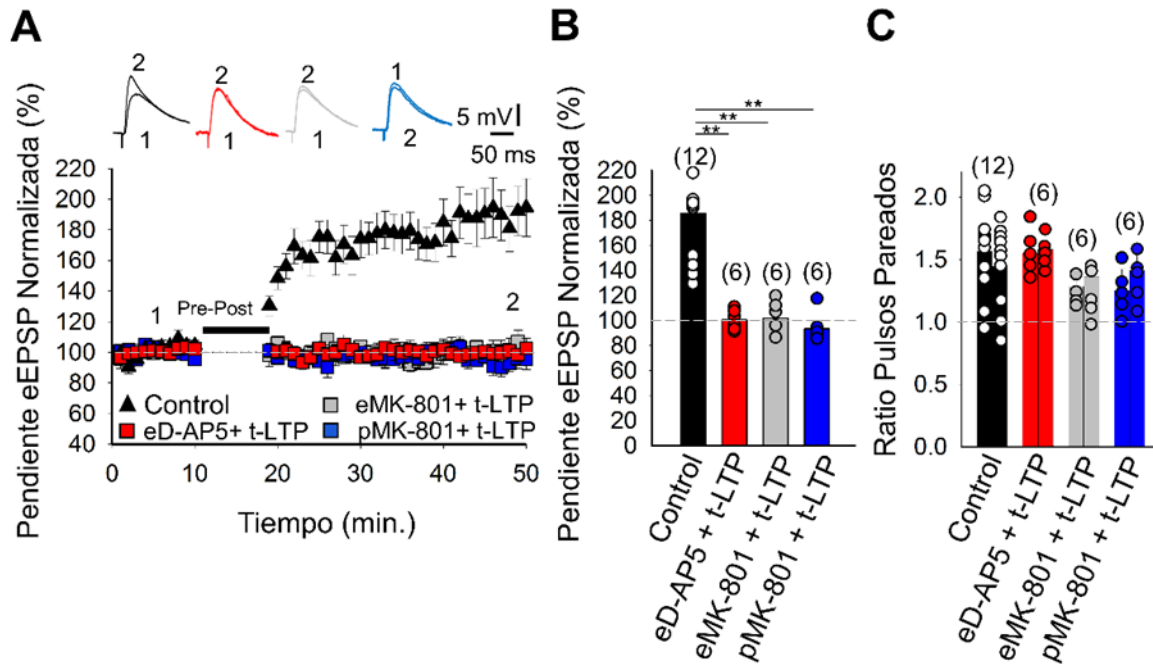 A
2
1
2
1
2
1
1
2
5 mV
50 ms
Pendiente eEPSP Normalizada (%)
220
200
180
160
140
120
100
80
60
40
1
Pre-Post
2
Control
eD-AP5+ t-LTP
eMK-801+ t-LTP
pMK-801+ t-LTP
0 10 20 30 40 50
Tiempo (min.)
B
Pendiente eEPSP Normalizada (%)
**
**
**
220
200
180
160
140
120
100
80
60
40
20
0
(12)
(6)
(6)
(6)
Control
eD-AP5 + t-LTP
eMK-801 + t-LTP
pMK-801 + t-LTP
C
Ratio Pulsos Pareados
2.0
1.5
1.0
0.5
0.0
(12)
(6)
(6)
(6)
Control
eD-AP5 + t-LTP
eMK-801 + t-LTP
pMK-801 + t-LTP